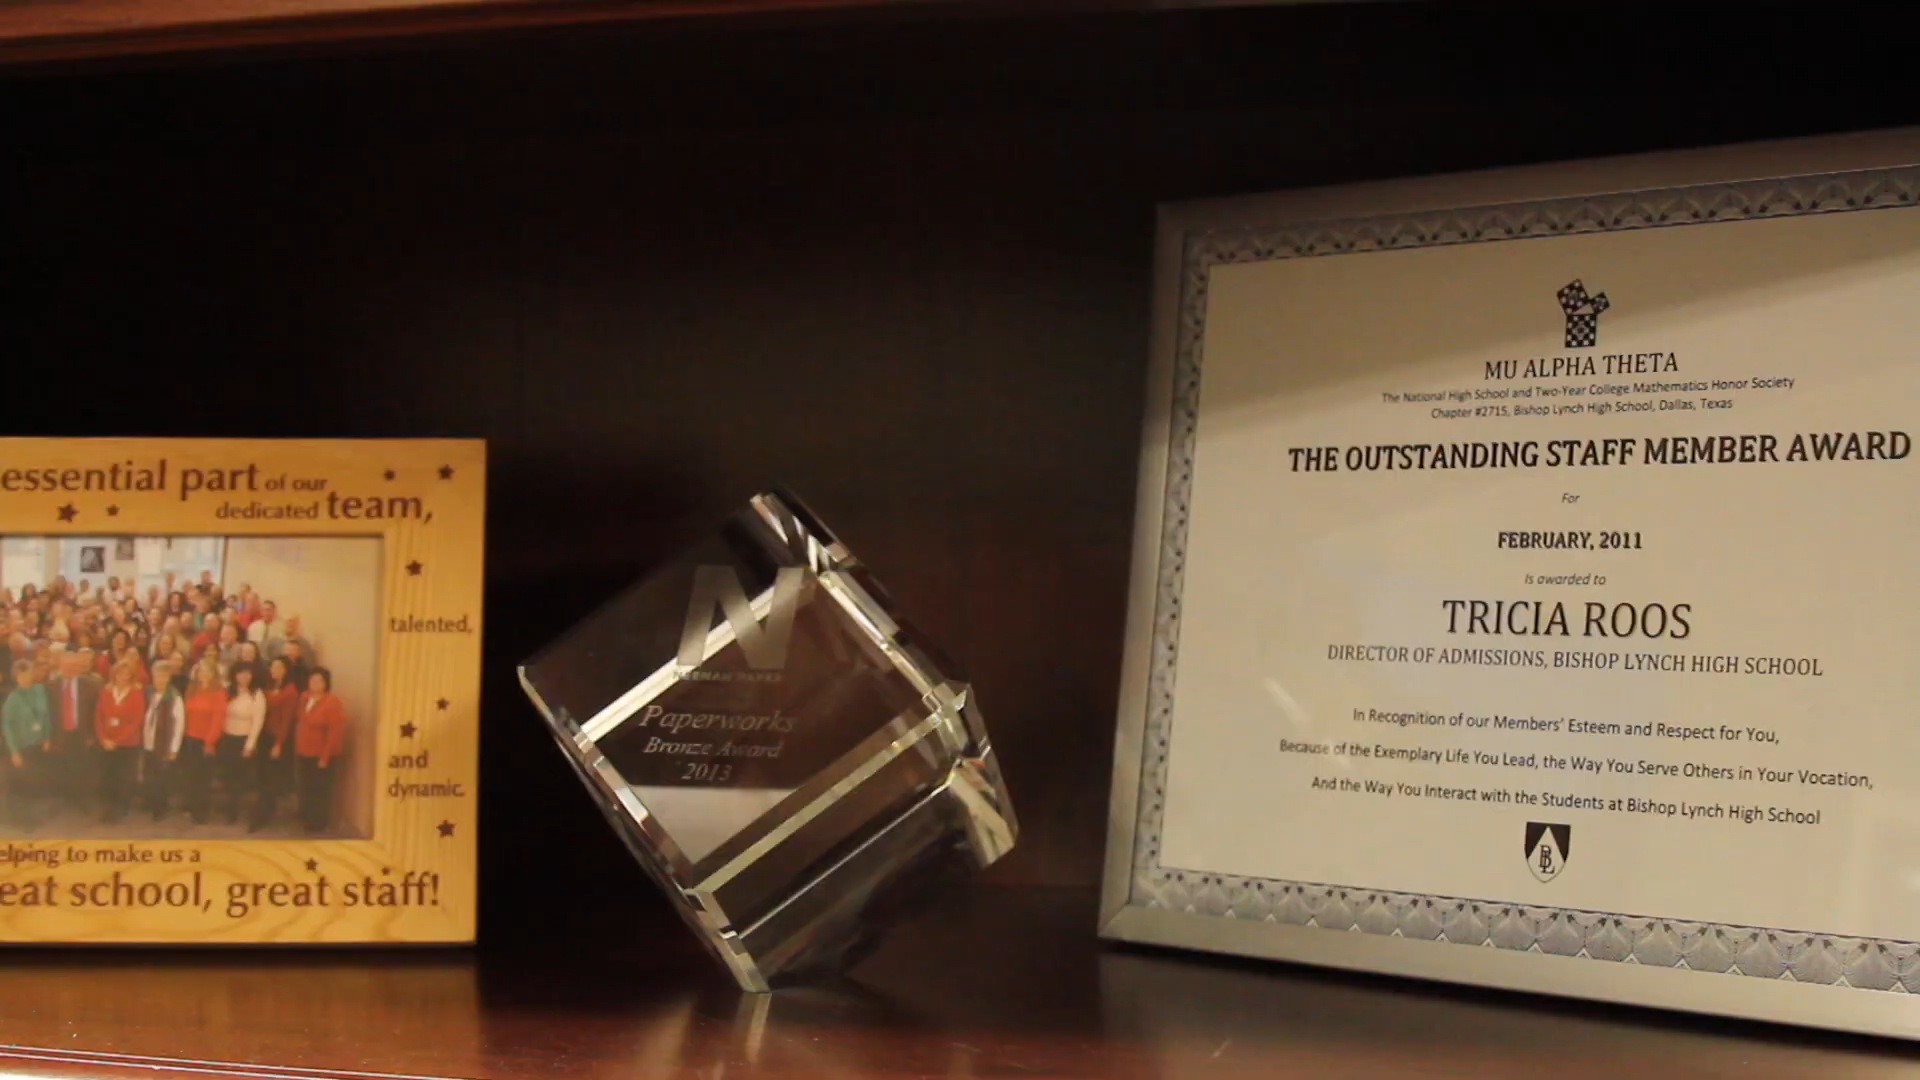 essential part of our
dedicated team,
talented,
and
dynamic.
elping to make us a
eat school, great staff!
N
NEENAH PAPER
Paperworks
Bronze Award
2013
MU ALPHA THETA
The National High School and Two-Year College Mathematics Honor Society
Chapter #2715, Bishop Lynch High School, Dallas, Texas
THE OUTSTANDING STAFF MEMBER AWARD
For
FEBRUARY, 2011
Is awarded to
TRICIA ROOS
DIRECTOR OF ADMISSIONS, BISHOP LYNCH HIGH SCHOOL
In Recognition of our Members' Esteem and Respect for You,
Because of the Exemplary Life You Lead, the Way You Serve Others in Your Vocation,
And the Way You Interact with the Students at Bishop Lynch High School
BL